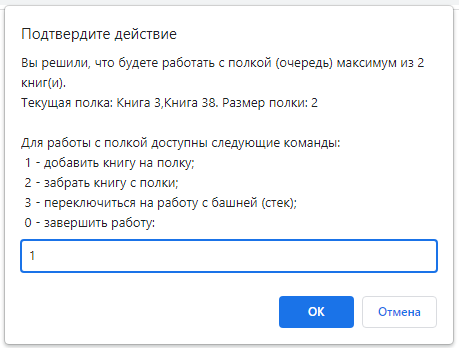 Подтвердите действие
Вы решили, что будете работать с полкой (очередь) максимум из 2
книг(и).
Текущая полка: Книга 3,Книга 38. Размер полки: 2
Для работы с полкой доступны следующие команды:
1 - добавить книгу на полку;
2 - забрать книгу с полки;
3 - переключиться на работу с башней (стек);
0 - завершить работу:
1
ОК
Отмена